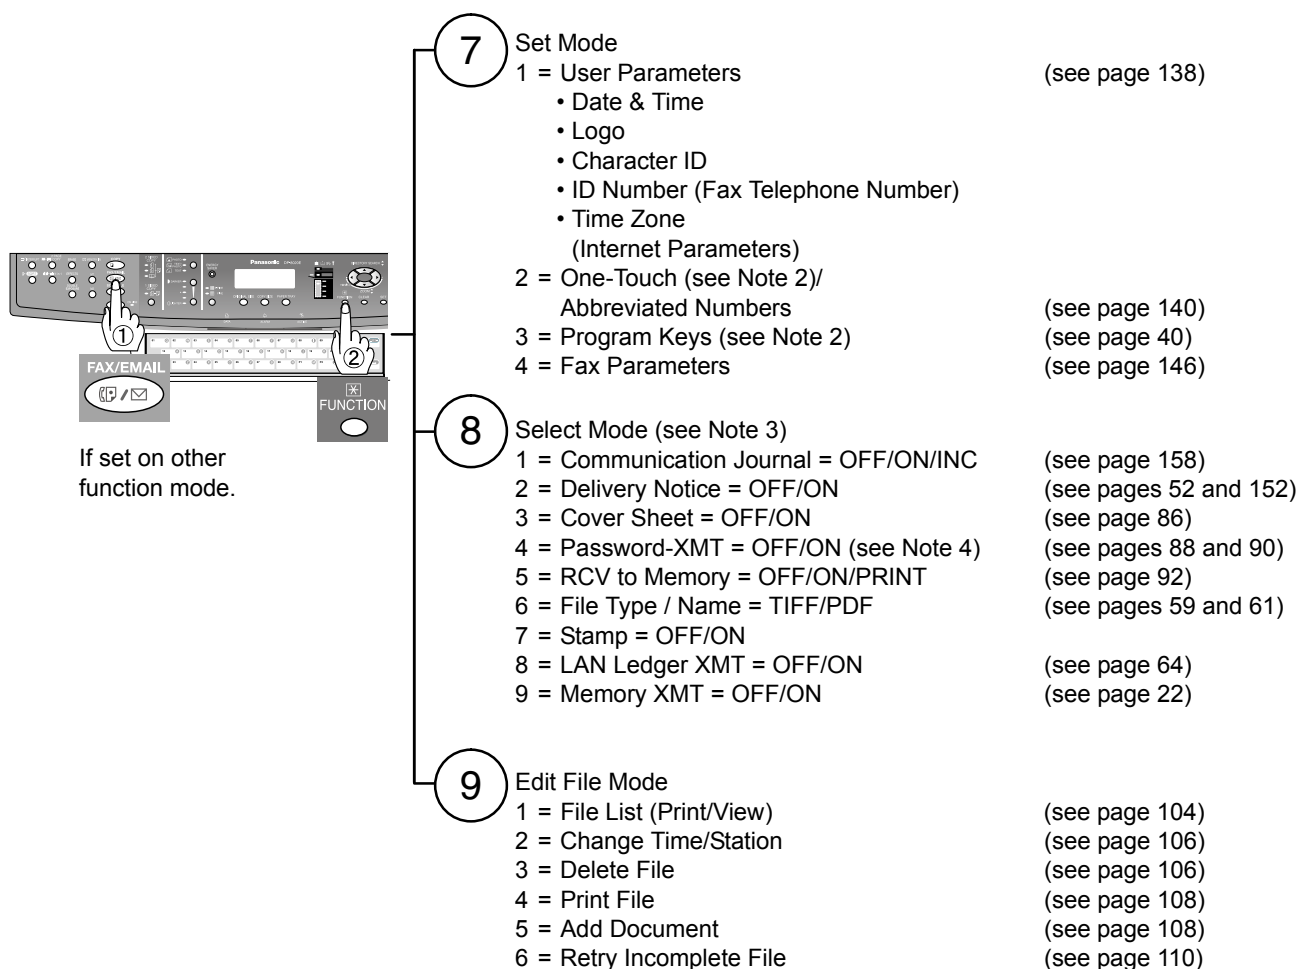 7 Set Mode
1 = User Parameters (see page 138)
• Date & Time
• Logo
• Character ID
• ID Number (Fax Telephone Number)
• Time Zone
(Internet Parameters)
2 = One-Touch (see Note 2)/
Abbreviated Numbers (see page 140)
3 = Program Keys (see Note 2) (see page 40)
4 = Fax Parameters (see page 146)
Panasonic
1
2
FAX/EMAIL
FUNCTION
If set on other
function mode.
8 Select Mode (see Note 3)
1 = Communication Journal = OFF/ON/INC (see page 158)
2 = Delivery Notice = OFF/ON (see pages 52 and 152)
3 = Cover Sheet = OFF/ON (see page 86)
4 = Password-XMT = OFF/ON (see Note 4) (see pages 88 and 90)
5 = RCV to Memory = OFF/ON/PRINT (see page 92)
6 = File Type / Name = TIFF/PDF (see pages 59 and 61)
7 = Stamp = OFF/ON
8 = LAN Ledger XMT = OFF/ON (see page 64)
9 = Memory XMT = OFF/ON (see page 22)
9 Edit File Mode
1 = File List (Print/View) (see page 104)
2 = Change Time/Station (see page 106)
3 = Delete File (see page 106)
4 = Print File (see page 108)
5 = Add Document (see page 108)
6 = Retry Incomplete File (see page 110)